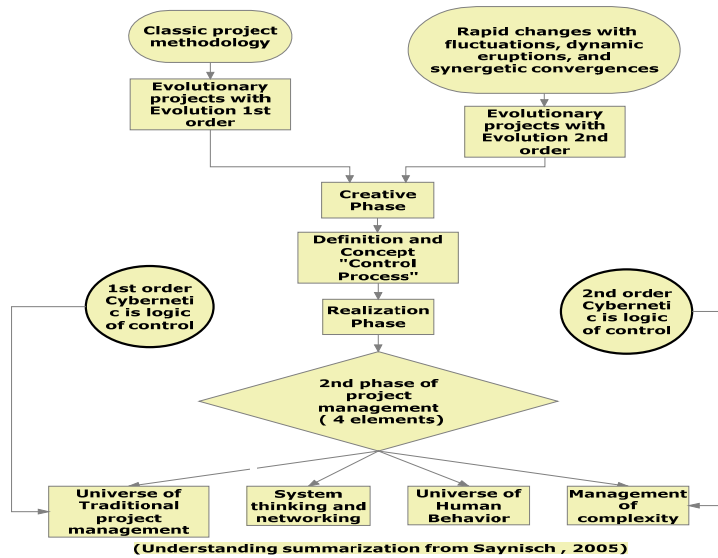 Classic project
methodology
Rapid changes with
fluctuations, dynamic
eruptions, and
synergetic convergences
Evolutionary
projects with
Evolution 1st
order
Evolutionary
projects with
Evolution 2nd
order
Creative
Phase
Definition and
Concept
"Control
Process"
1st order
Cyberneti
c is logic
of control
2nd order
Cyberneti
c is logic
of control
Realization
Phase
2nd phase of
project
management
( 4 elements)
Universe of
Traditional
project
management
System
thinking and
networking
Universe of
Human
Behavior
Management
of
complexity
(Understanding summarization from Saynisch , 2005)